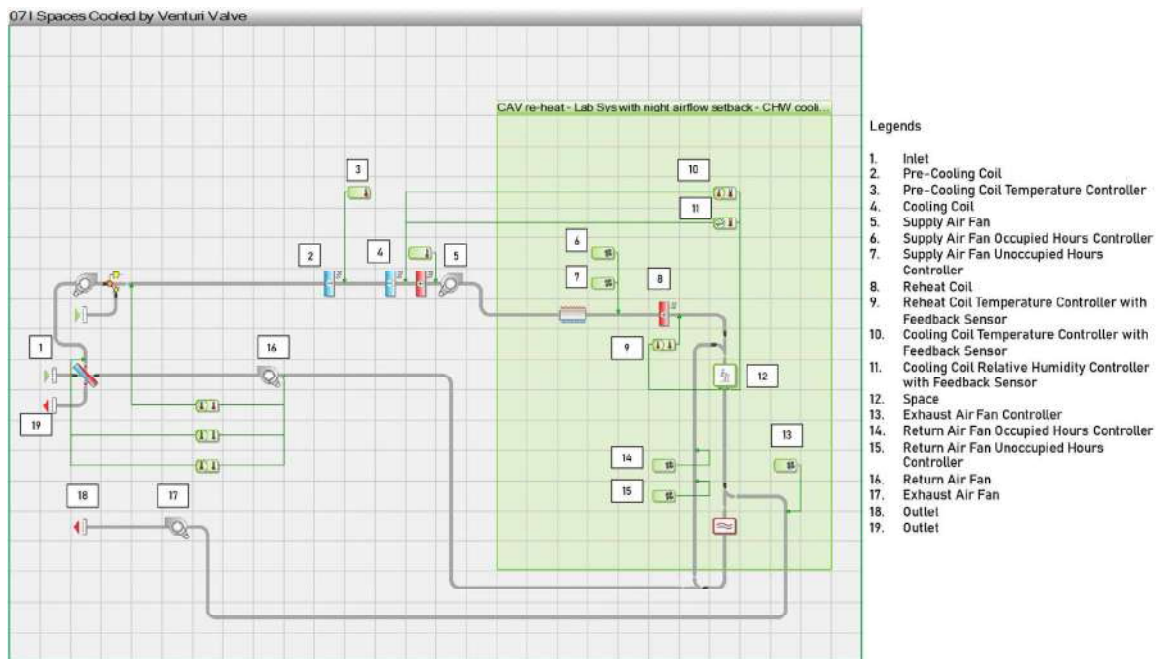 07 | Spaces Cooled by Venturi Valve
CAV re-heat - Lab Sys with night airflow setback - CHW cooli...
3
10
11
2
4
5
6
7
8
9
1
16
12
19
13
14
15
18
17
Legends
1. Inlet
2. Pre-Cooling Coil
3. Pre-Cooling Coil Temperature Controller
4. Cooling Coil
5. Supply Air Fan
6. Supply Air Fan Occupied Hours Controller
7. Supply Air Fan Unoccupied Hours
Controller
8. Reheat Coil
9. Reheat Coil Temperature Controller with
Feedback Sensor
10. Cooling Coil Temperature Controller with
Feedback Sensor
11. Cooling Coil Relative Humidity Controller
with Feedback Sensor
12. Space
13. Exhaust Air Fan Controller
14. Return Air Fan Occupied Hours Controller
15. Return Air Fan Unoccupied Hours
Controller
16. Return Air Fan
17. Exhaust Air Fan
18. Outlet
19. Outlet